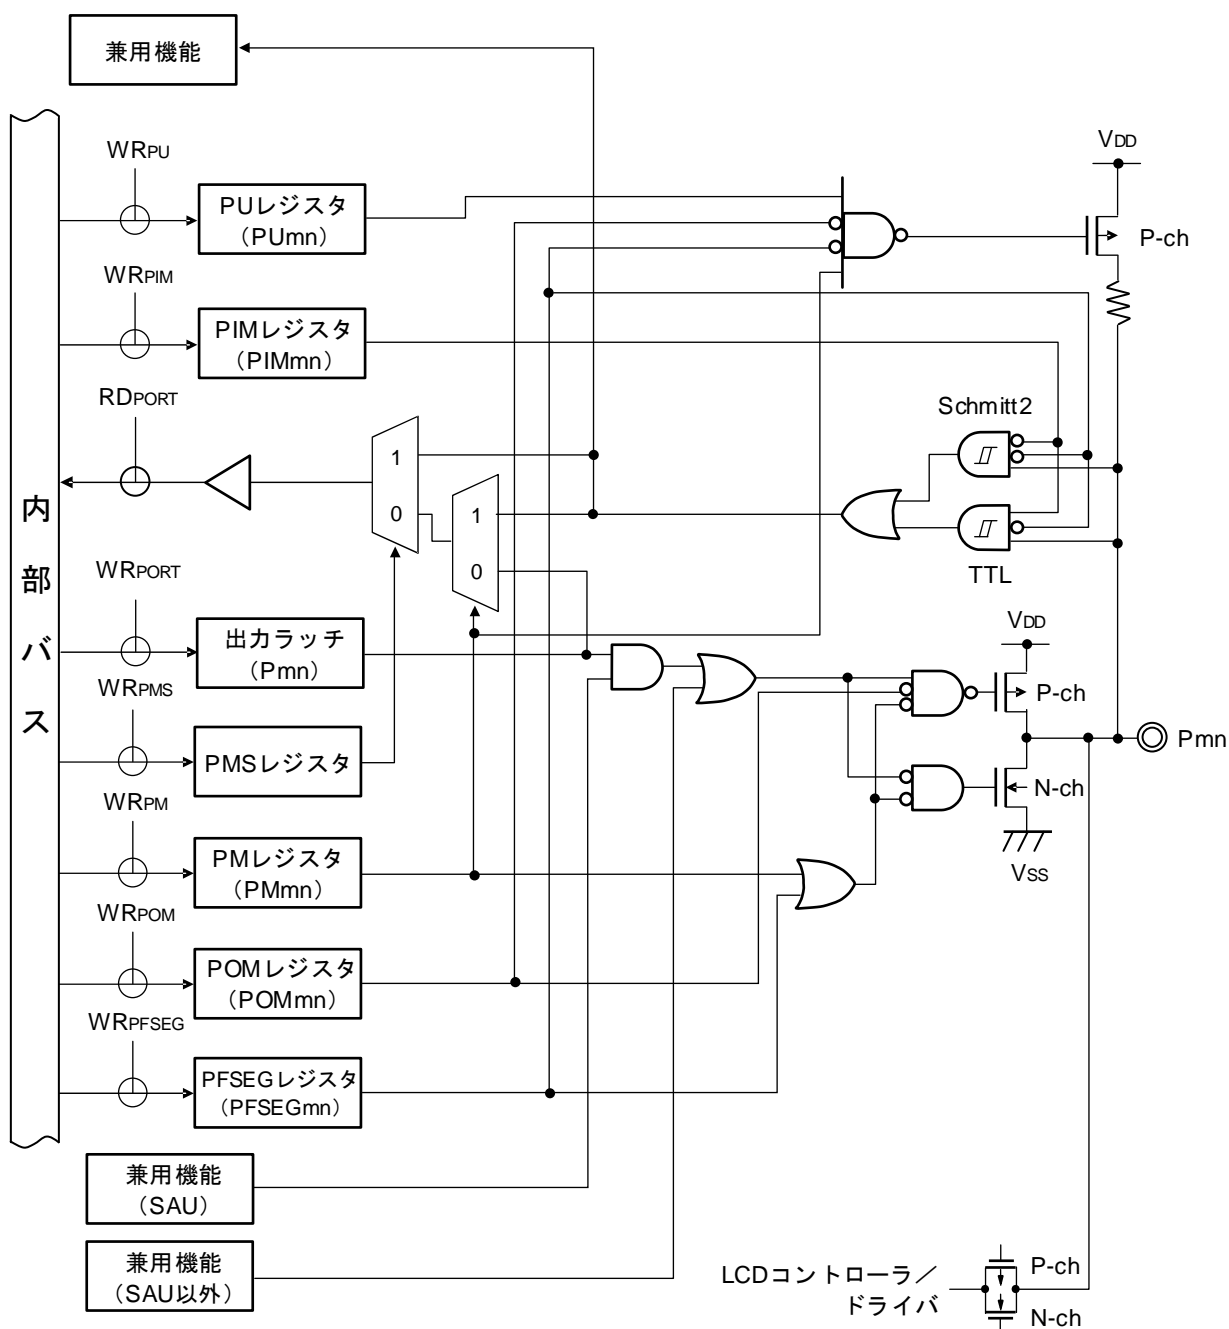 兼用機能
WRPU
PUレジスタ
(PUmn)
VDD
P-ch
WRPIM
PIMレジスタ
(PIMmn)
RDPORT
1
0
1
0
Schmitt2
TTL
内部バス
WRPORT
出力ラッチ
(Pmn)
VDD
P-ch
Pmn
WRPMS
PMSレジスタ
N-ch
VSS
WRPM
PMレジスタ
(PMmn)
WRPOM
POMレジスタ
(POMmn)
WRPFSEG
PFSEGレジスタ
(PFSEGmn)
兼用機能
(SAU)
兼用機能
(SAU以外)
LCDコントローラ/
ドライバ
P-ch
N-ch